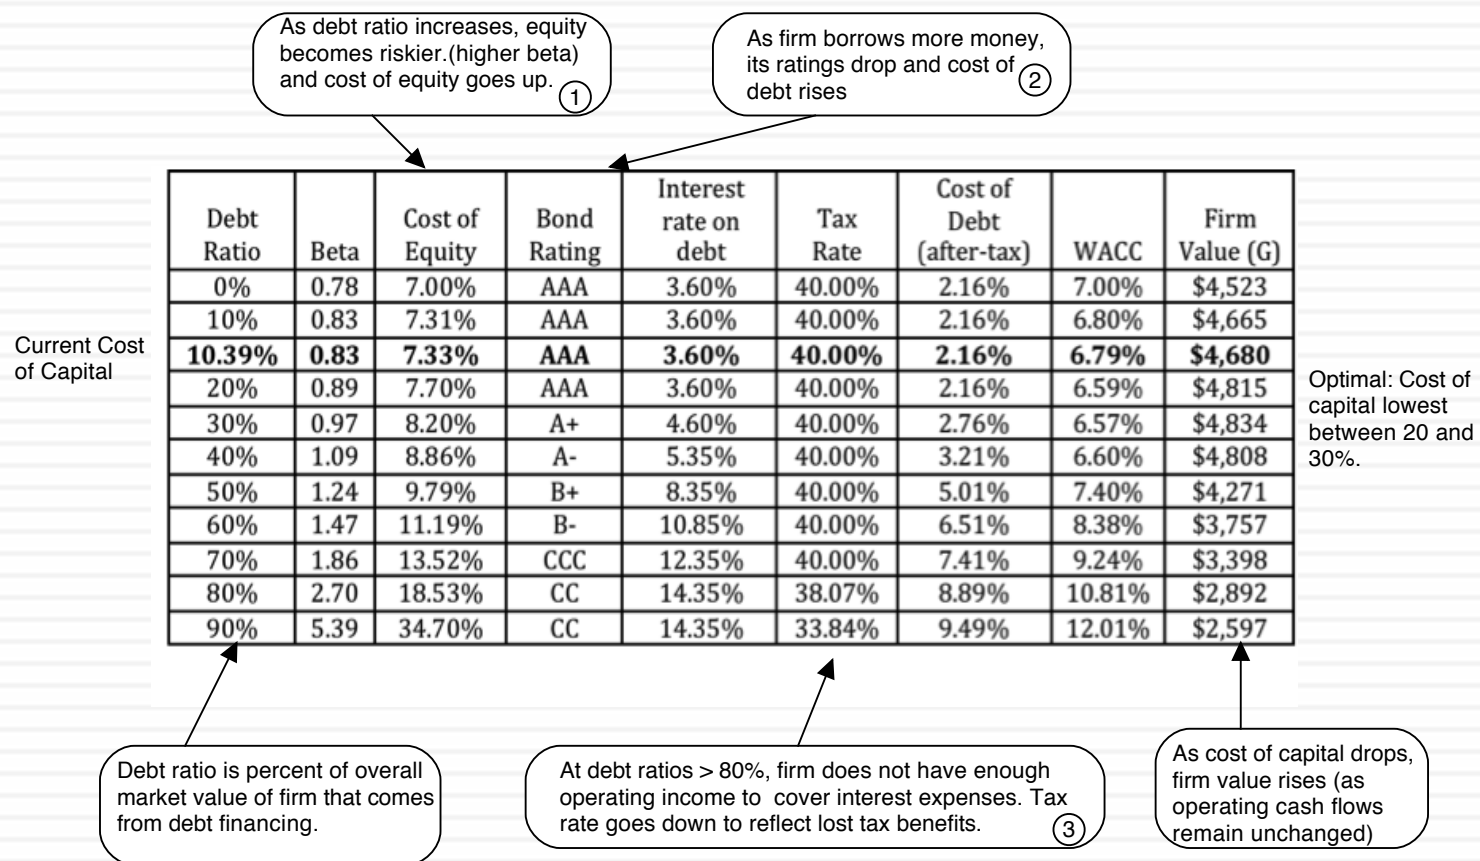 As debt ratio increases, equity
becomes riskier.(higher beta)
and cost of equity goes up.
1
As firm borrows more money,
its ratings drop and cost of
debt rises
2
Debt Ratio Beta Cost of Equity Bond Rating Interest rate on debt Tax Rate Cost of Debt (after-tax) WACC Firm Value (G)
0% 0.78 7.00% AAA 3.60% 40.00% 2.16% 7.00% $4,523
10% 0.83 7.31% AAA 3.60% 40.00% 2.16% 6.80% $4,665
10.39% 0.83 7.33% AAA 3.60% 40.00% 2.16% 6.79% $4,680
20% 0.89 7.70% AAA 3.60% 40.00% 2.16% 6.59% $4,815
30% 0.97 8.20% A+ 4.60% 40.00% 2.76% 6.57% $4,834
40% 1.09 8.86% A- 5.35% 40.00% 3.21% 6.60% $4,808
50% 1.24 9.79% B+ 8.35% 40.00% 5.01% 7.40% $4,271
60% 1.47 11.19% B- 10.85% 40.00% 6.51% 8.38% $3,757
70% 1.86 13.52% CCC 12.35% 40.00% 7.41% 9.24% $3,398
80% 2.70 18.53% CC 14.35% 38.07% 8.89% 10.81% $2,892
90% 5.39 34.70% CC 14.35% 33.84% 9.49% 12.01% $2,597
Current Cost
of Capital
Optimal: Cost of
capital lowest
between 20 and
30%.
Debt ratio is percent of overall
market value of firm that comes
from debt financing.
At debt ratios > 80%, firm does not have enough
operating income to cover interest expenses. Tax
rate goes down to reflect lost tax benefits.
3
As cost of capital drops,
firm value rises (as
operating cash flows
remain unchanged)